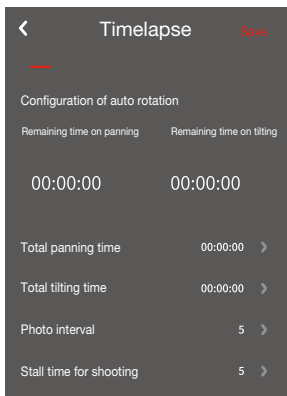 Timelapse Save
Configuration of auto rotation
Remaining time on panning Remaining time on tilting
00:00:00 00:00:00
Total panning time 00:00:00
Total tilting time 00:00:00
Photo interval 5
Stall time for shooting 5